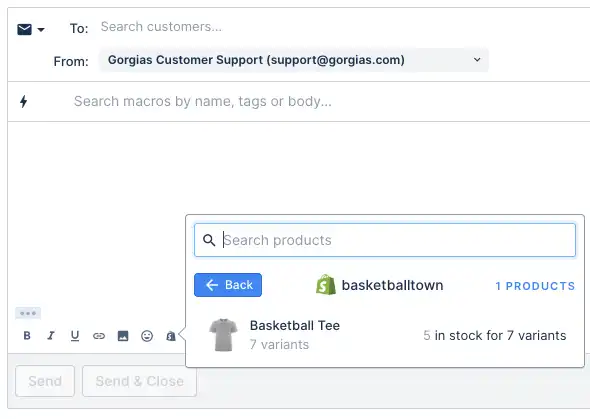 To: Search customers...
From: Gorgias Customer Support (support@gorgias.com)
Search macros by name, tags or body...
Search products
Back basketballtown 1 PRODUCTS
Basketball Tee
7 variants
5 in stock for 7 variants
B I U
Send Send & Close